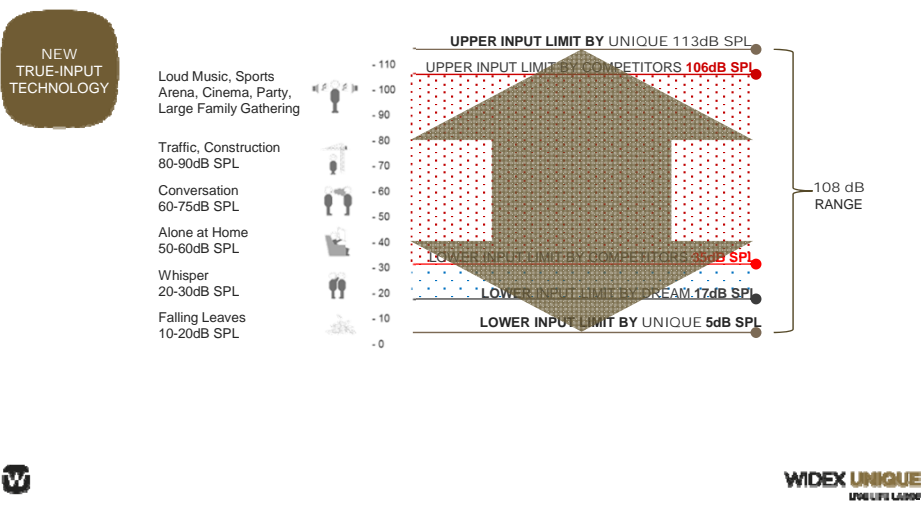 NEW
TRUE-INPUT
TECHNOLOGY
UPPER INPUT LIMIT BY UNIQUE 113dB SPL
UPPER INPUT LIMIT BY COMPETITORS 106dB SPL
- 110
- 100
- 90
- 80
- 70
- 60
- 50
- 40
- 30
- 20
- 10
- 0
Loud Music, Sports
Arena, Cinema, Party,
Large Family Gathering
Traffic, Construction
80-90dB SPL
Conversation
60-75dB SPL
Alone at Home
50-60dB SPL
Whisper
20-30dB SPL
Falling Leaves
10-20dB SPL
LOWER INPUT LIMIT BY COMPETITORS 35dB SPL
LOWER INPUT LIMIT BY DREAM 17dB SPL
LOWER INPUT LIMIT BY UNIQUE 5dB SPL
108 dB
RANGE
W
WIDEX UNIQUE